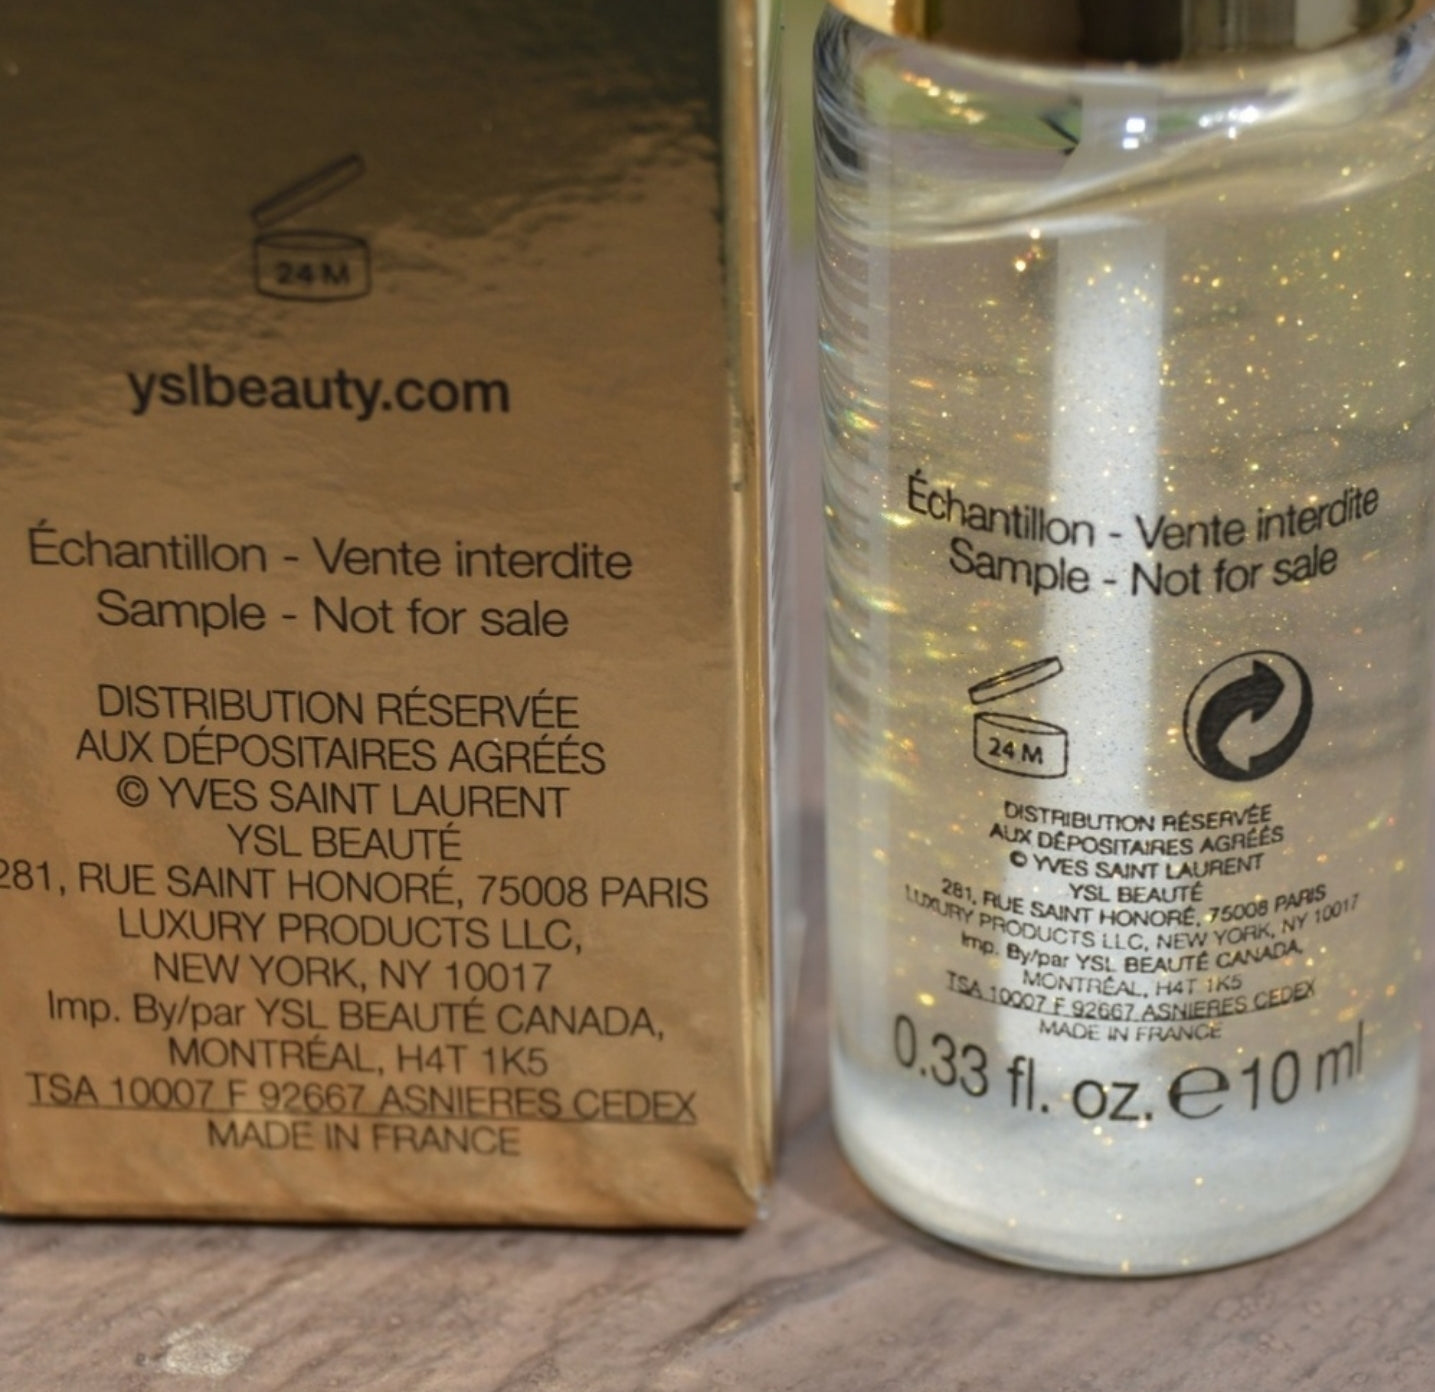 24 M
yslbeauty.com
Échantillon - Vente interdite
Sample - Not for sale
DISTRIBUTION RÉSERVÉE
AUX DÉPOSITAIRES AGRÉÉS
© YVES SAINT LAURENT
YSL BEAUTÉ
281, RUE SAINT HONORÉ, 75008 PARIS
LUXURY PRODUCTS LLC,
NEW YORK, NY 10017
Imp. By/par YSL BEAUTÉ CANADA,
MONTRÉAL, H4T 1K5
TSA 10007 F 92667 ASNIERES CEDEX
MADE IN FRANCE
Échantillon - Vente interdite
Sample - Not for sale
24 M
DISTRIBUTION RÉSERVÉE
AUX DÉPOSITAIRES AGRÉÉS
© YVES SAINT LAURENT
YSL BEAUTÉ
281, RUE SAINT HONORÉ, 75008 PARIS
LUXURY PRODUCTS LLC, NEW YORK, NY 10017
Imp. By/par YSL BEAUTÉ CANADA,
MONTRÉAL, H4T 1K5
TSA 10007 F 92667 ASNIERES CEDEX
MADE IN FRANCE
0.33 fl. oz. ℮ 10 ml